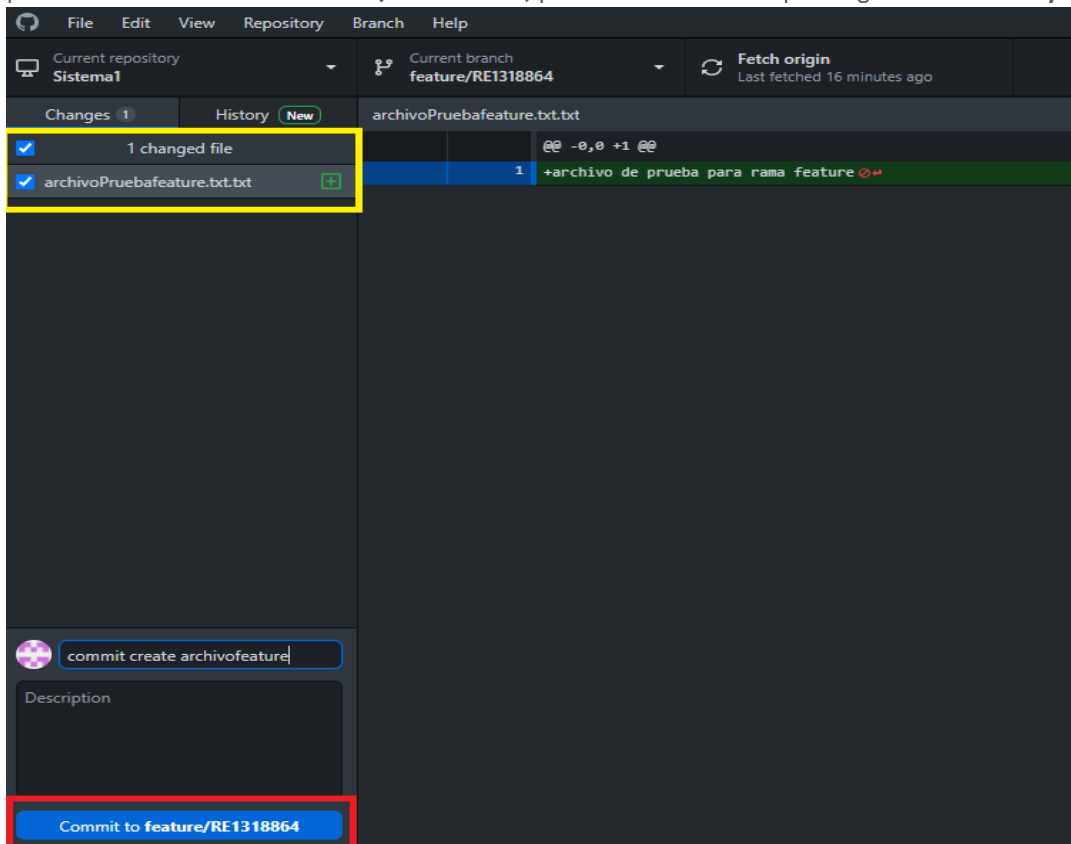 File Edit View Repository Branch Help
Current repository
Sistema1
Current branch
feature/RE1318864
Fetch origin
Last fetched 16 minutes ago
Changes 1
History New
archivoPruebafeature.txt.txt
1 changed file
@@ -0,0 +1 @@
archivoPruebafeature.txt.txt
1 +archivo de prueba para rama feature
commit create archivofeature
Description
Commit to feature/RE1318864